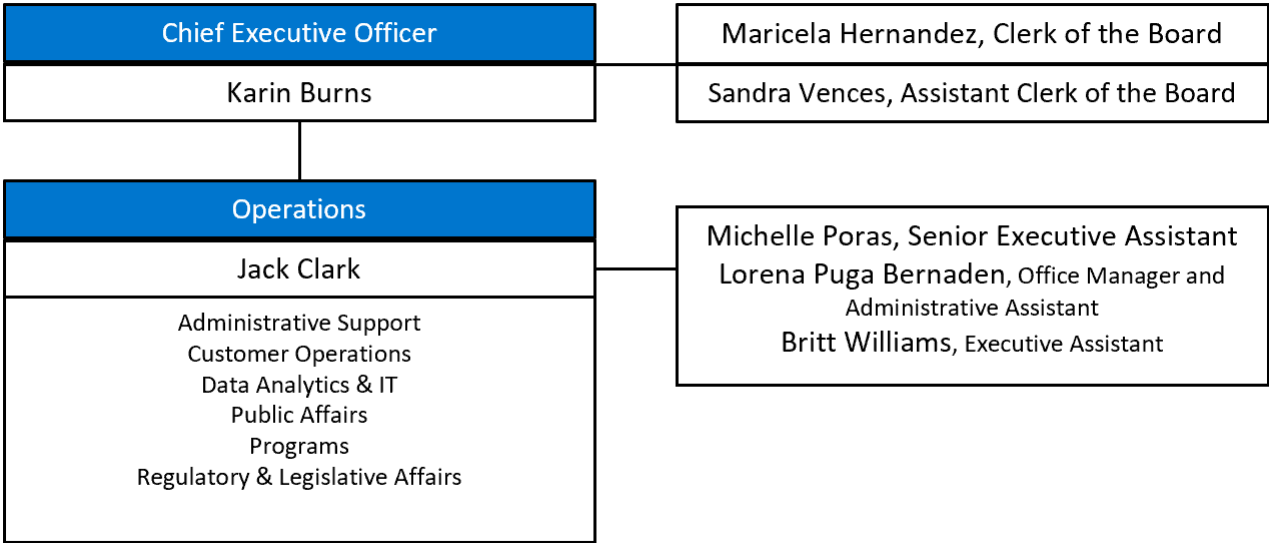 Chief Executive Officer
Karin Burns
Maricela Hernandez, Clerk of the Board
Sandra Vences, Assistant Clerk of the Board
Operations
Jack Clark
Administrative Support
Customer Operations
Data Analytics & IT
Public Affairs
Programs
Regulatory & Legislative Affairs
Michelle Poras, Senior Executive Assistant
Lorena Puga Bernaden, Office Manager and
Administrative Assistant
Britt Williams, Executive Assistant